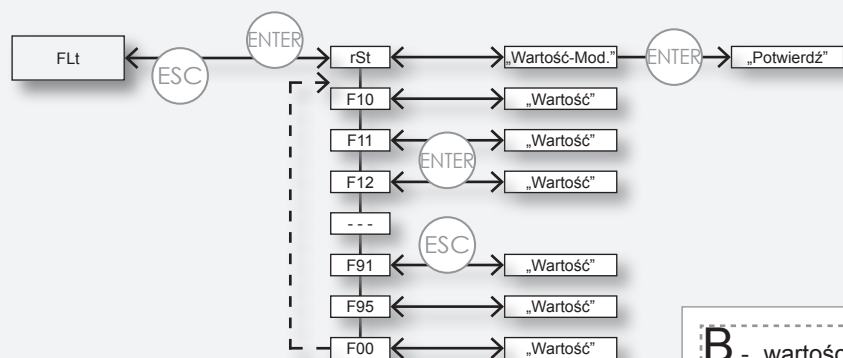 FLt
ESC
ENTER
rSt
„Wartość-Mod.”
ENTER
„Potwierdź”
F10
„Wartość”
F11
„Wartość”
ENTER
F12
„Wartość”
- - -
ESC
F91
„Wartość”
F95
„Wartość”
F00
„Wartość”
B - wartość